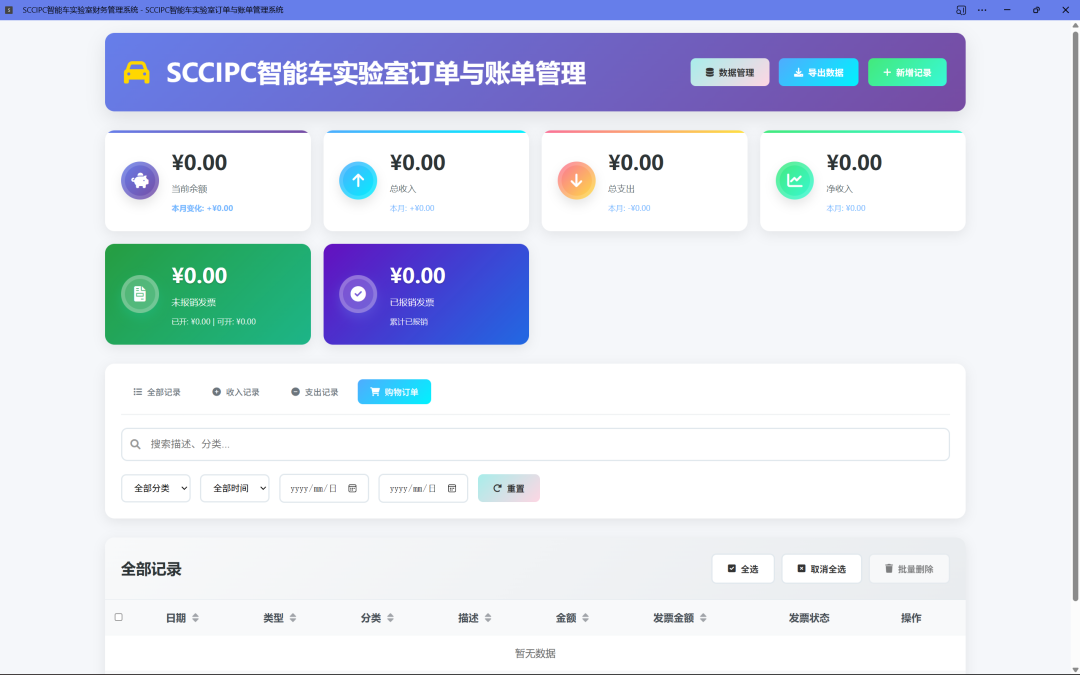 SCCIPC智能车实验室财务管理系统 - SCCIPC智能车实验室订单与账单管理系统
SCCIPC智能车实验室订单与账单管理
数据管理
导出数据
新增记录
¥0.00
当前余额
本月变化: +¥0.00
¥0.00
总收入
本月: +¥0.00
¥0.00
总支出
本月: -¥0.00
¥0.00
净收入
本月: ¥0.00
¥0.00
未报销发票
已开: ¥0.00 | 可开: ¥0.00
¥0.00
已报销发票
累计已报销
全部记录
收入记录
支出记录
购物订单
搜索描述、分类...
全部分类
全部时间
yyyy/mm/日
yyyy/mm/日
重置
全部记录
全选
取消全选
批量删除
日期
类型
分类
描述
金额
发票金额
发票状态
操作
暂无数据